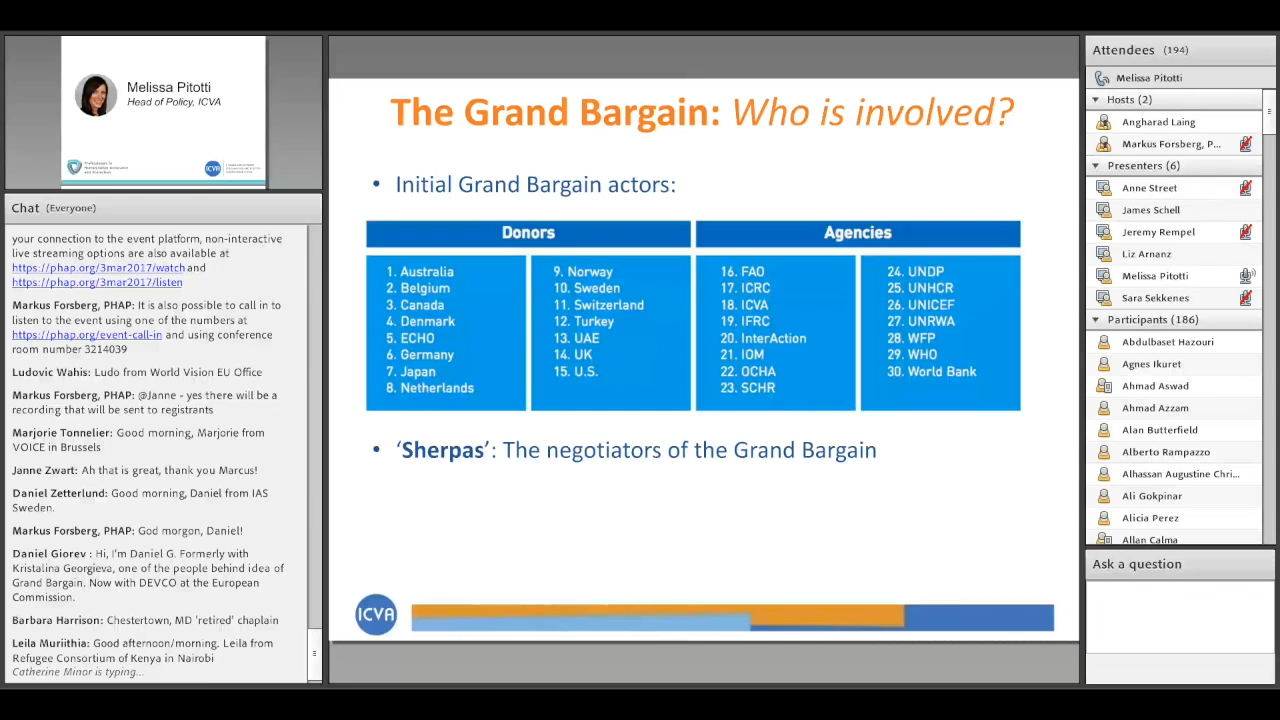 Melissa Pitotti
Head of Policy, ICVA
ICVA
Chat (Everyone)
your connection to the event platform, non-interactive
live streaming options are also available at
https://phap.org/3mar2017/watch and
https://phap.org/3mar2017/listen
Markus Forsberg, PHAP: It is also possible to call in to
listen to the event using one of the numbers at
https://phap.org/event-call-in and using conference
room number 3214039
Ludovic Wahis: Ludo from World Vision EU Office
Markus Forsberg, PHAP: @Janne - yes there will be a
recording that will be sent to registrants
Marjorie Tonnelier: Good morning, Marjorie from
VOICE in Brussels
Janne Zwart: Ah that is great, thank you Marcus!
Daniel Zetterlund: Good morning, Daniel from IAS
Sweden.
Markus Forsberg, PHAP: God morgon, Daniel!
Daniel Giorev : Hi, I'm Daniel G. Formerly with
Kristalina Georgieva, one of the people behind idea of
Grand Bargain. Now with DEVCO at the European
Commission.
Barbara Harrison: Chestertown, MD 'retired' chaplain
Leila Muriithia: Good afternoon/morning. Leila from
Refugee Consortium of Kenya in Nairobi
Catherine Minor is typing...
The Grand Bargain: Who is involved?
• Initial Grand Bargain actors:
Donors
1. Australia
2. Belgium
3. Canada
4. Denmark
5. ECHO
6. Germany
7. Japan
8. Netherlands
9. Norway
10. Sweden
11. Switzerland
12. Turkey
13. UAE
14. UK
15. U.S.
Agencies
16. FAO
17. ICRC
18. ICVA
19. IFRC
20. InterAction
21. IOM
22. OCHA
23. SCHR
24. UNDP
25. UNHCR
26. UNICEF
27. UNRWA
28. WFP
29. WHO
30. World Bank
• ‘Sherpas’: The negotiators of the Grand Bargain
ICVA
Attendees (194)
Melissa Pitotti
Hosts (2)
Angharad Laing
Markus Forsberg, P...
Presenters (6)
Anne Street
James Schell
Jeremy Rempel
Liz Arnanz
Melissa Pitotti
Sara Sekkenes
Participants (186)
Abdulbaset Hazouri
Agnes Ikuret
Ahmad Aswad
Ahmad Azzam
Alan Butterfield
Alberto Rampazzo
Alhassan Augustine Chri...
Ali Gokpinar
Alicia Perez
Allan Calma
Ask a question